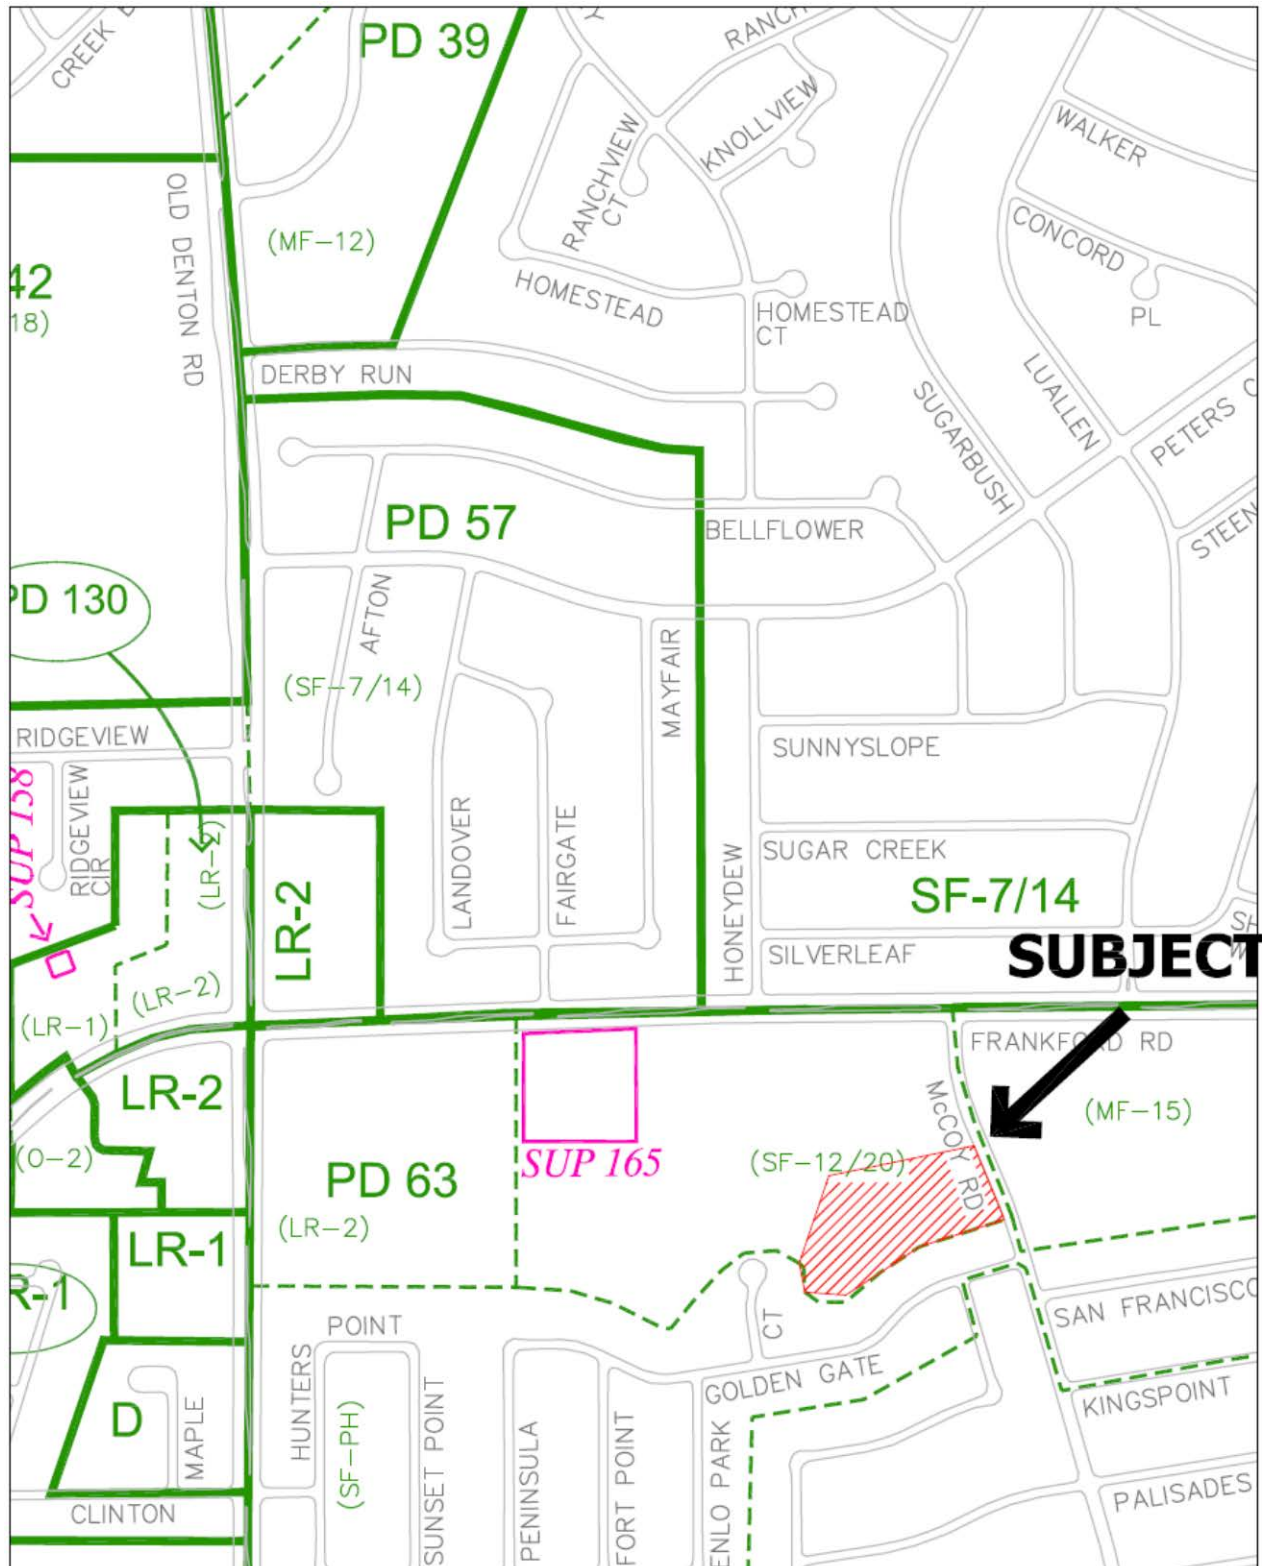 CREEK
PD 39
RANCH
KNOLLVIEW
WALKER
RANCHVIEW
CT
OLD DENTON RD
(MF-12)
CONCORD
PL
42
18)
HOMESTEAD
HOMESTEAD
CT
DERBY RUN
LUALLEN
SUGARBUSH
PETERS C
STEEN
PD 57
BELLFLOWER
PD 130
AFTON
(SF-7/14)
MAYFAIR
RIDGEVIEW
SUNNYSLOPE
SUP 158
RIDGEVIEW
CIR
(LR-2)
LANDOVER
FAIRGATE
HONEYDEW
SUGAR CREEK
LR-2
SF-7/14
SILVERLEAF
SH
W
SUBJECT
(LR-2)
(LR-1)
FRANKFORD RD
LR-2
McCOY RD
(MF-15)
(O-2)
SUP 165
(SF-12/20)
PD 63
(LR-2)
LR-1
R-1
SAN FRANCISCO
POINT
CT
GOLDEN GATE
HUNTERS
KINGSPOINT
D
MAPLE
(SF-PH)
SUNSET POINT
PENINSULA
FORT POINT
ENLO PARK
PALISADES
CLINTON